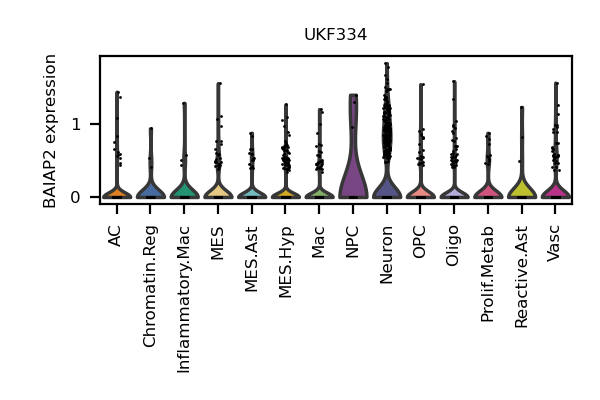 UKF334
BAIAP2 expression
1
0
AC
Chromatin.Reg
Inflammatory.Mac
MES
MES.Ast
MES.Hyp
Mac
NPC
Neuron
OPC
Oligo
Prolif.Metab
Reactive.Ast
Vasc